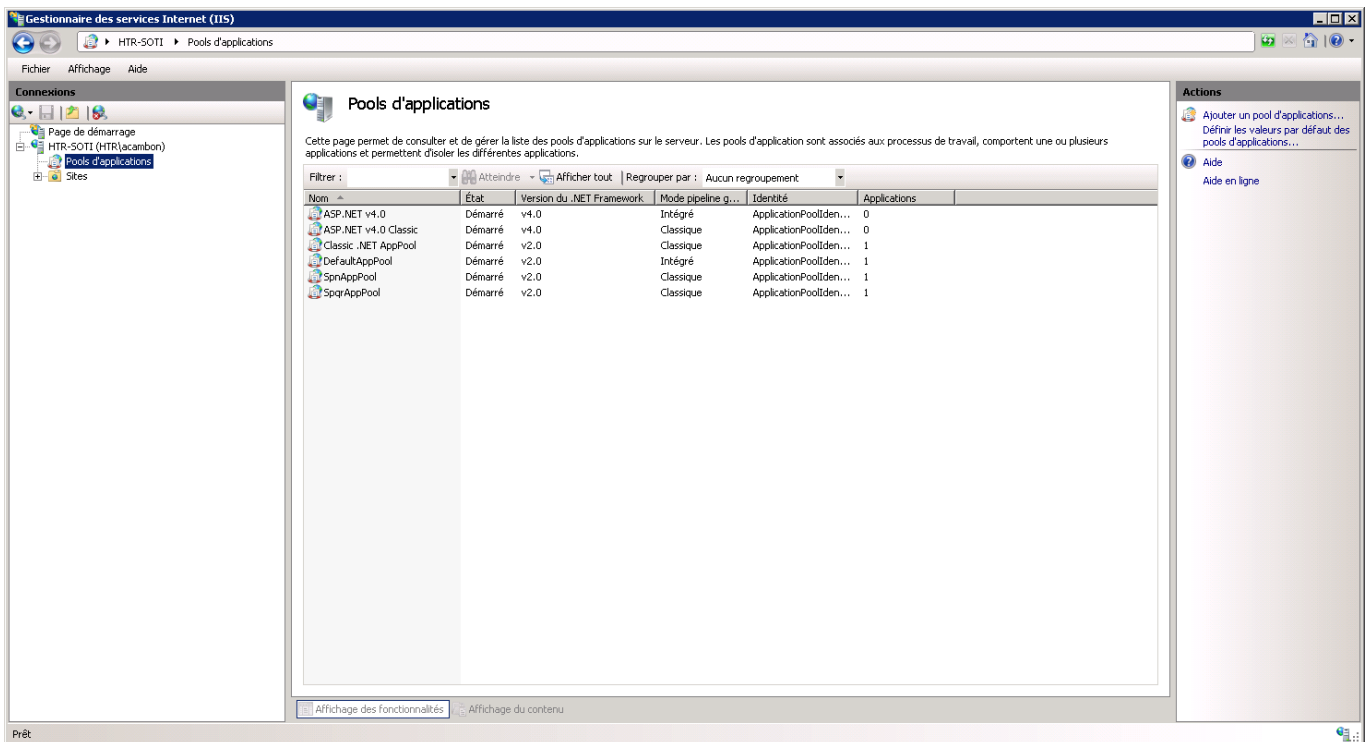 Gestionnaire des services Internet (IIS)
HTR-SOTI Pools d'applications
Fichier Affichage Aide
Connexions
Page de démarrage
HTR-SOTI (HTR\acambon)
Pools d'applications
Sites
Pools d'applications
Cette page permet de consulter et de gérer la liste des pools d'applications sur le serveur. Les pools d'application sont associés aux processus de travail, comportent une ou plusieurs
applications et permettent d'isoler les différentes applications.
Filtrer : Atteindre Afficher tout Regrouper par : Aucun regroupement
Nom État Version du .NET Framework Mode pipeline g... Identité Applications
ASP.NET v4.0 Démarré v4.0 Intégré ApplicationPoolIden... 0
ASP.NET v4.0 Classic Démarré v4.0 Classique ApplicationPoolIden... 0
Classic .NET AppPool Démarré v2.0 Classique ApplicationPoolIden... 1
DefaultAppPool Démarré v2.0 Intégré ApplicationPoolIden... 1
SpnAppPool Démarré v2.0 Classique ApplicationPoolIden... 1
SpqrAppPool Démarré v2.0 Classique ApplicationPoolIden... 1
Affichage des fonctionnalités Affichage du contenu
Actions
Ajouter un pool d'applications...
Définir les valeurs par défaut des
pools d'applications...
Aide
Aide en ligne
Prêt